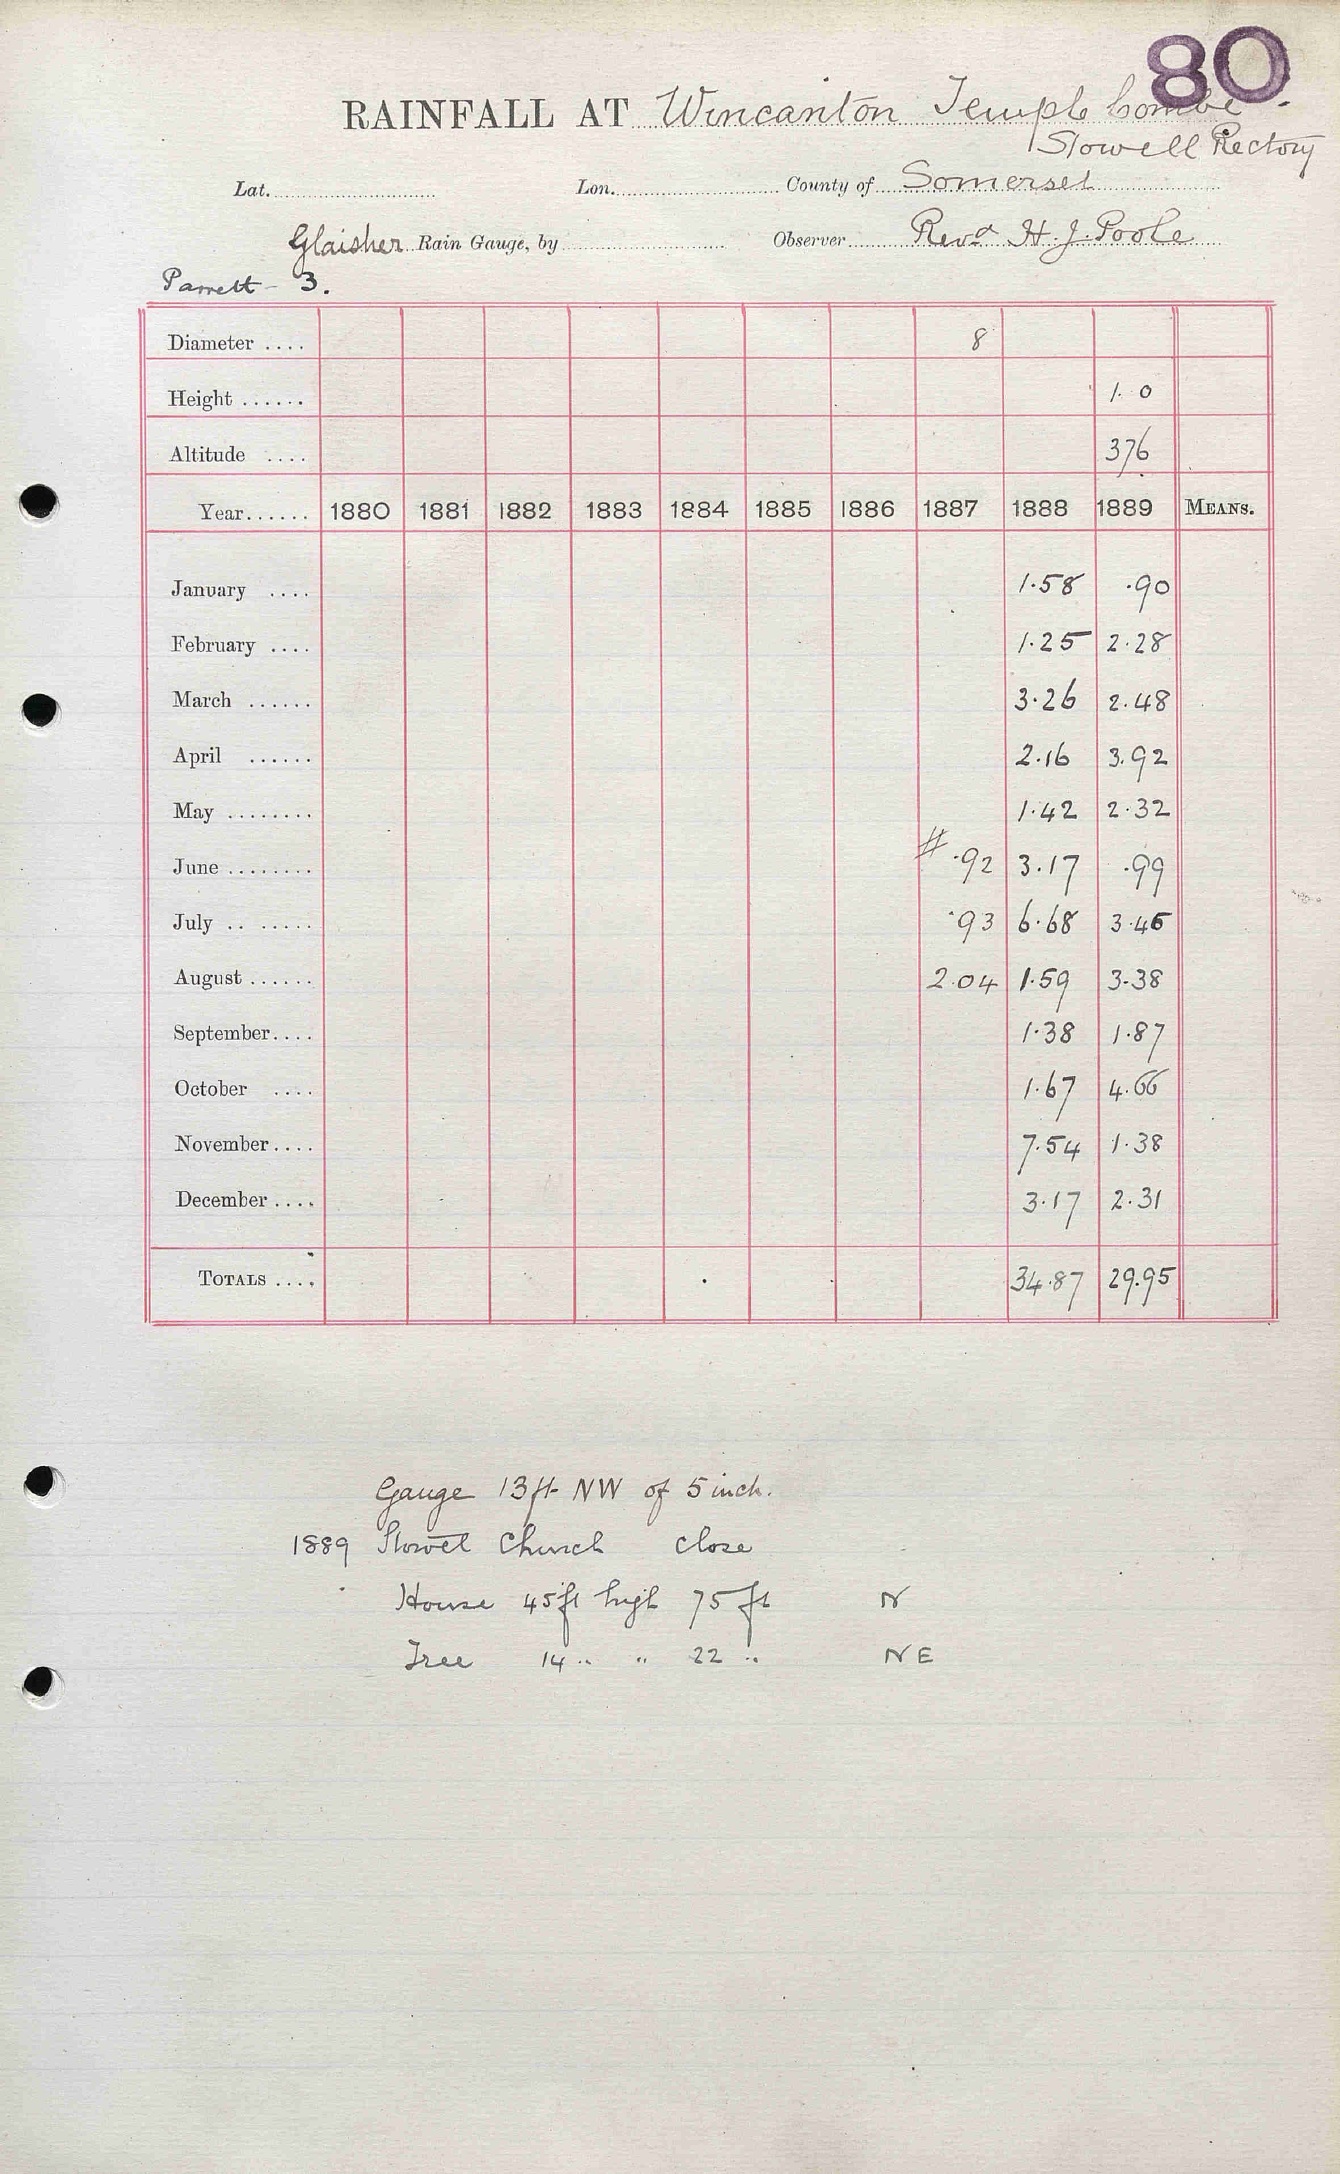 80
RAINFALL AT Wincanton Temple Combe
Stowell Rectory
Lat. Lon. County of Somerset
Glaisher Rain Gauge, by Observer Revd H. J. Poole
Parrett - 3.
Diameter .... 8
Height ...... 1. 0
Altitude .... 376
Year...... 1880 1881 1882 1883 1884 1885 1886 1887 1888 1889 MEANS.
January .... 1.58 .90
February .... 1.25 2.28
March ...... 3.26 2.48
April ...... 2.16 3.92
May ........ 1.42 2.32
June ........ # .92 3.17 .99
July .. ..... .93 6.68 3.46
August ...... 2.04 1.59 3.38
September.... 1.38 1.87
October .... 1.67 4.66
November.... 7.54 1.38
December .... 3.17 2.31
TOTALS .... 34.87 29.95
Gauge 13 ft NW of 5 inch.
1889 Stowel Church close
House 45 ft high 75 ft N
Tree 14 " " 22 " NE